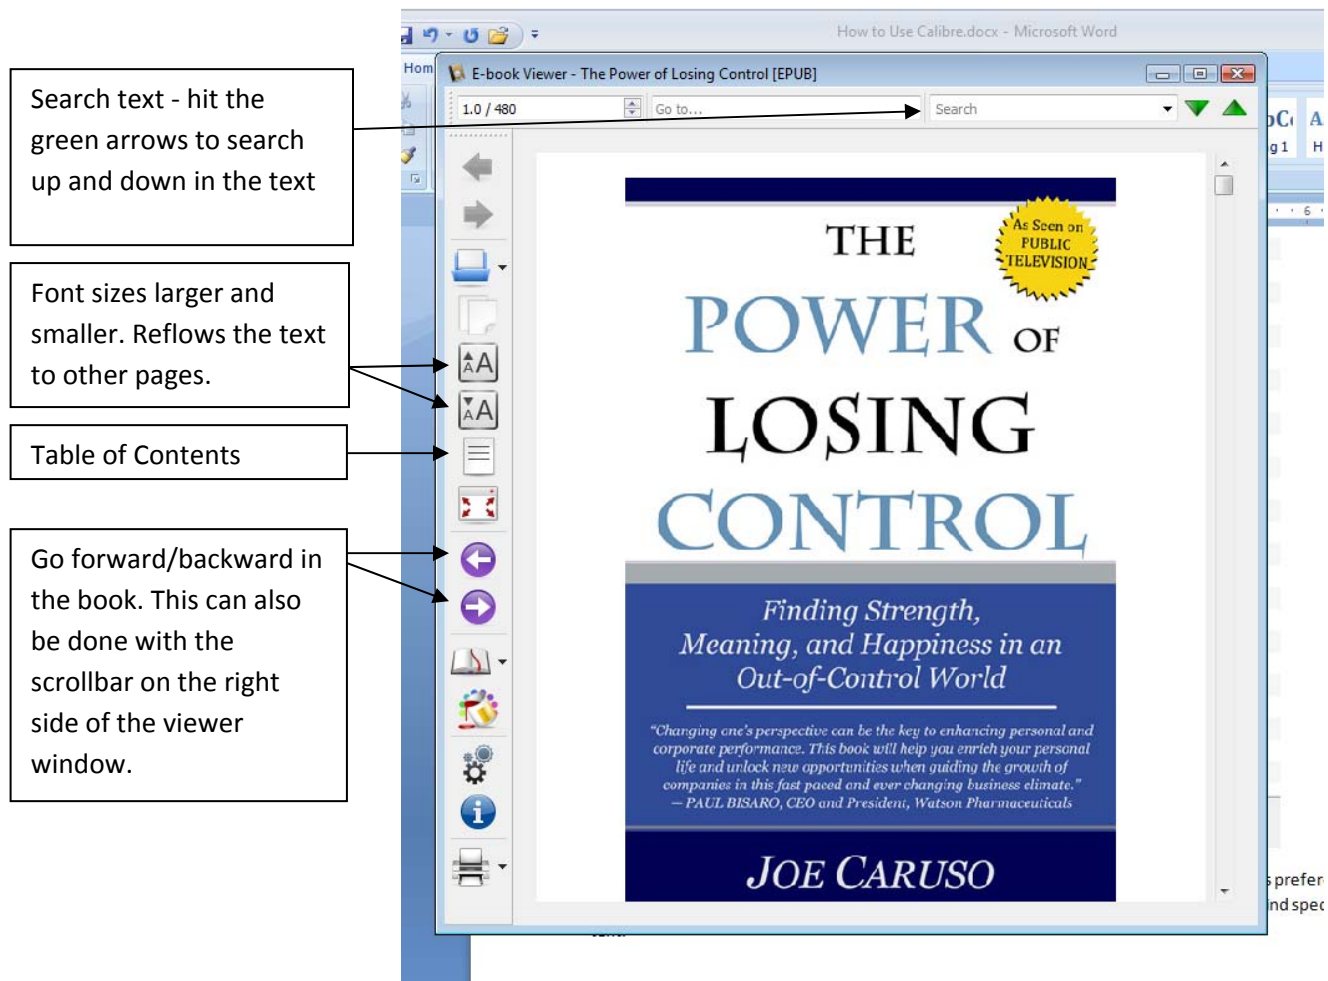 How to Use Calibre.docx - Microsoft Word
Hom
E-book Viewer - The Power of Losing Control [EPUB]
1.0 / 480
Go to...
Search
g 1
H
6
Search text - hit the
green arrows to search
up and down in the text
Font sizes larger and
smaller. Reflows the text
to other pages.
Table of Contents
Go forward/backward in
the book. This can also
be done with the
scrollbar on the right
side of the viewer
window.
THE
POWER OF
LOSING
CONTROL
As Seen on
PUBLIC
TELEVISION
Finding Strength,
Meaning, and Happiness in an
Out-of-Control World
“Changing one's perspective can be the key to enhancing personal and
corporate performance. This book will help you enrich your personal
life and unlock new opportunities when guiding the growth of
companies in this fast paced and ever changing business climate.”
— PAUL BISARO, CEO and President, Watson Pharmaceuticals
JOE CARUSO
s prefer
ind spec